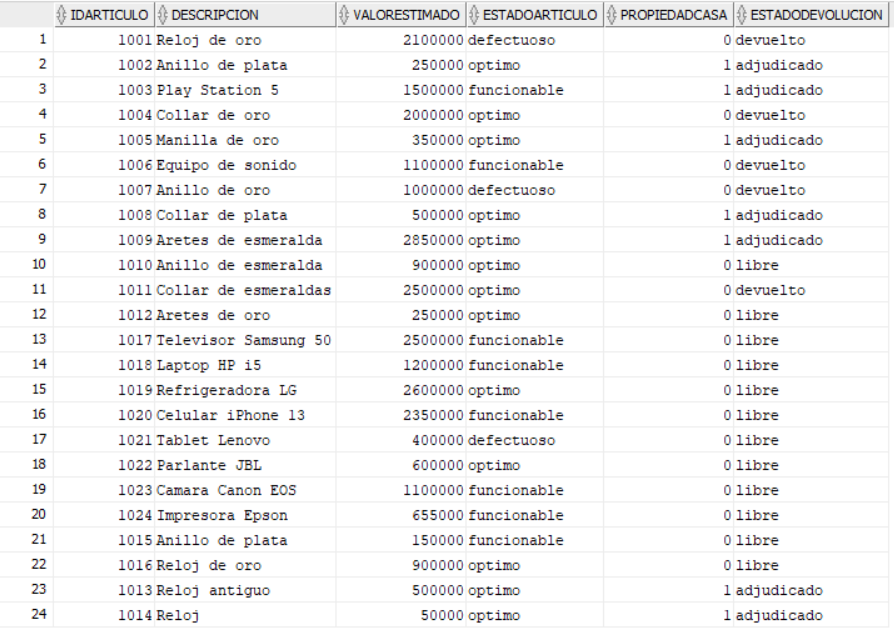 IDARTICULO DESCRIPCION VALORESTIMADO ESTADOARTICULO PROPIEDADCASA ESTADODEVOLUCION
1 1001 Reloj de oro 2100000 defectuoso 0 devuelto
2 1002 Anillo de plata 250000 optimo 1 adjudicado
3 1003 Play Station 5 1500000 funcionable 1 adjudicado
4 1004 Collar de oro 2000000 optimo 0 devuelto
5 1005 Manilla de oro 350000 optimo 1 adjudicado
6 1006 Equipo de sonido 1100000 funcionable 0 devuelto
7 1007 Anillo de oro 1000000 defectuoso 0 devuelto
8 1008 Collar de plata 500000 optimo 1 adjudicado
9 1009 Aretes de esmeralda 2850000 optimo 1 adjudicado
10 1010 Anillo de esmeralda 900000 optimo 0 libre
11 1011 Collar de esmeraldas 2500000 optimo 0 devuelto
12 1012 Aretes de oro 250000 optimo 0 libre
13 1017 Televisor Samsung 50 2500000 funcionable 0 libre
14 1018 Laptop HP i5 1200000 funcionable 0 libre
15 1019 Refrigeradora LG 2600000 optimo 0 libre
16 1020 Celular iPhone 13 2350000 funcionable 0 libre
17 1021 Tablet Lenovo 400000 defectuoso 0 libre
18 1022 Parlante JBL 600000 optimo 0 libre
19 1023 Camara Canon EOS 1100000 funcionable 0 libre
20 1024 Impresora Epson 655000 funcionable 0 libre
21 1015 Anillo de plata 150000 funcionable 0 libre
22 1016 Reloj de oro 900000 optimo 0 libre
23 1013 Reloj antiguo 500000 optimo 1 adjudicado
24 1014 Reloj 50000 optimo 1 adjudicado